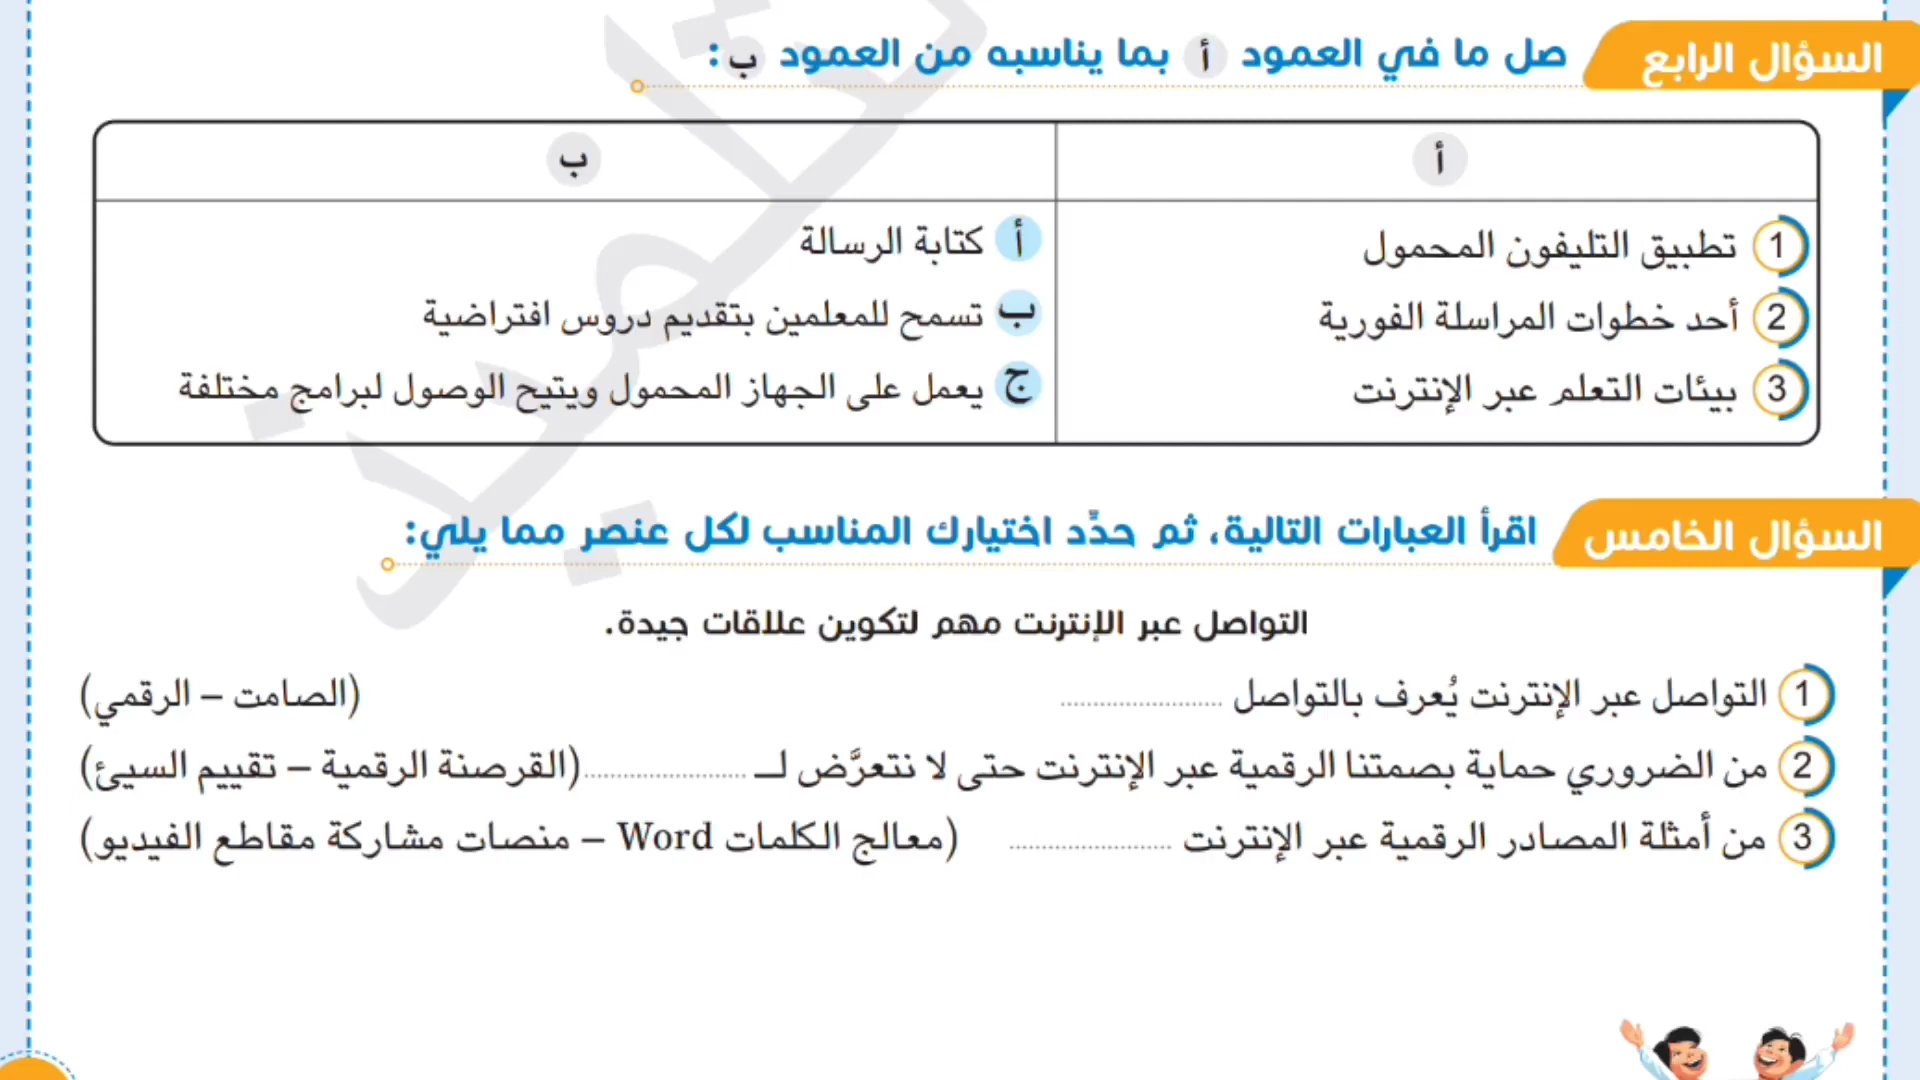 السؤال الرابع صل ما في العمود أ بما يناسبه من العمود ب:
أ ب
1 تطبيق التليفون المحمول أ كتابة الرسالة
2 أحد خطوات المراسلة الفورية ب تسمح للمعلمين بتقديم دروس افتراضية
3 بيئات التعلم عبر الإنترنت ج يعمل على الجهاز المحمول ويتيح الوصول لبرامج مختلفة
السؤال الخامس اقرأ العبارات التالية، ثم حدِّد اختيارك المناسب لكل عنصر مما يلي:
التواصل عبر الإنترنت مهم لتكوين علاقات جيدة.
1 التواصل عبر الإنترنت يُعرف بالتواصل ........................ (الصامت – الرقمي)
2 من الضروري حماية بصمتنا الرقمية عبر الإنترنت حتى لا نتعرَّض لــ ........................ (القرصنة الرقمية – تقييم السيئ)
3 من أمثلة المصادر الرقمية عبر الإنترنت ........................ (معالج الكلمات Word – منصات مشاركة مقاطع الفيديو)